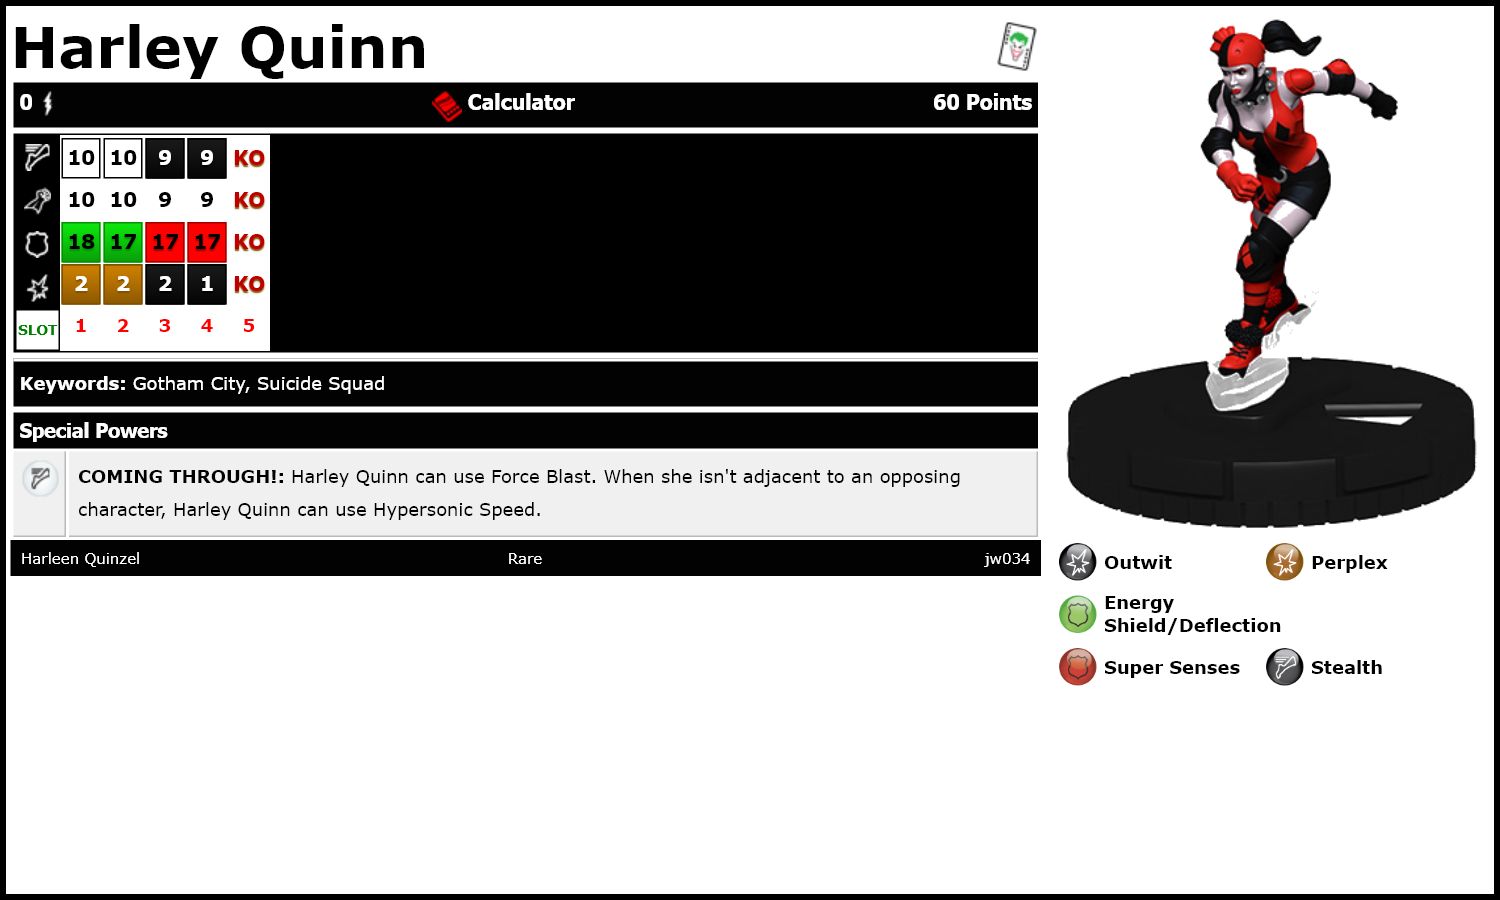 Harley Quinn
0 Calculator 60 Points
10 10 9 9 KO
10 10 9 9 KO
18 17 17 17 KO
2 2 2 1 KO
SLOT 1 2 3 4 5
Keywords: Gotham City, Suicide Squad
Special Powers
COMING THROUGH!: Harley Quinn can use Force Blast. When she isn't adjacent to an opposing
character, Harley Quinn can use Hypersonic Speed.
Harleen Quinzel Rare jw034
Outwit Perplex
Energy
Shield/Deflection
Super Senses Stealth